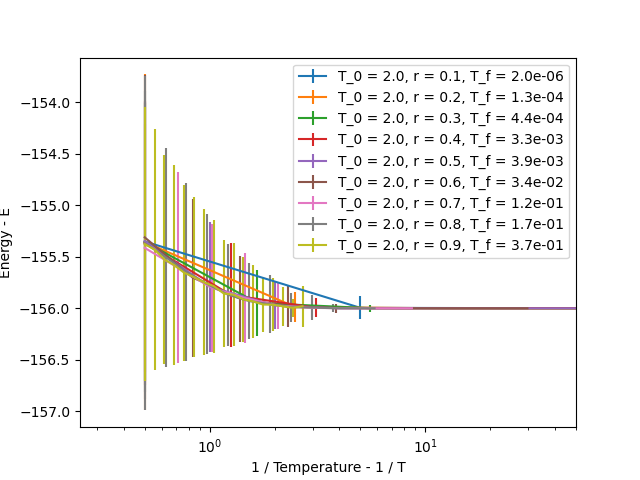 T_0 = 2.0, r = 0.1, T_f = 2.0e-06
T_0 = 2.0, r = 0.2, T_f = 1.3e-04
T_0 = 2.0, r = 0.3, T_f = 4.4e-04
T_0 = 2.0, r = 0.4, T_f = 3.3e-03
T_0 = 2.0, r = 0.5, T_f = 3.9e-03
T_0 = 2.0, r = 0.6, T_f = 3.4e-02
T_0 = 2.0, r = 0.7, T_f = 1.2e-01
T_0 = 2.0, r = 0.8, T_f = 1.7e-01
T_0 = 2.0, r = 0.9, T_f = 3.7e-01
−154.0
−154.5
−155.0
−155.5
−156.0
−156.5
−157.0
Energy - E
10^0
10^1
1 / Temperature - 1 / T